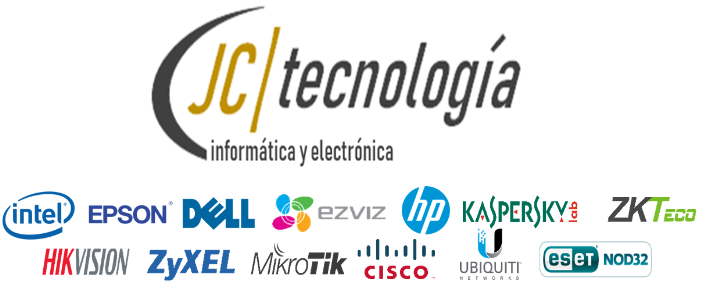 JC|tecnología
informática y electrónica
intel EPSON DELL ezviz hp KASPERSKY lab ZKTECO
HIKVISION ZyXEL MikroTik CISCO UBIQUITI NETWORKS eset NOD32